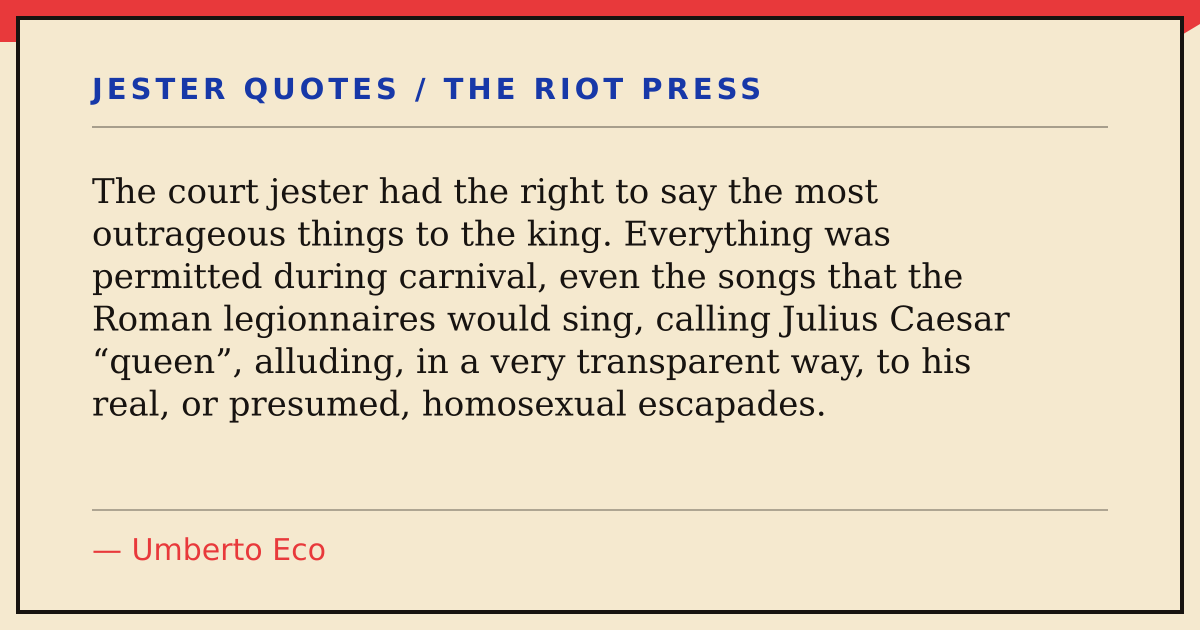 JESTER QUOTES / THE RIOT PRESS
The court jester had the right to say the most
outrageous things to the king. Everything was
permitted during carnival, even the songs that the
Roman legionnaires would sing, calling Julius Caesar
“queen”, alluding, in a very transparent way, to his
real, or presumed, homosexual escapades.
— Umberto Eco